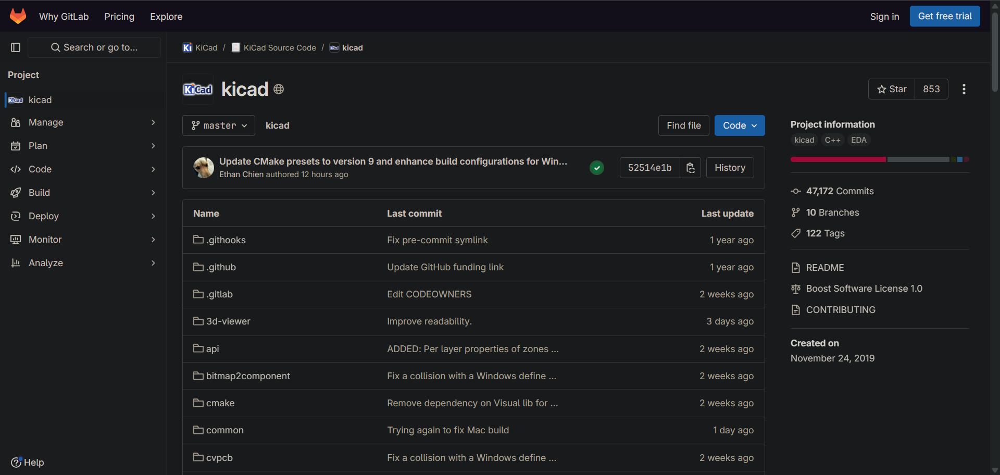 Why GitLab Pricing Explore Sign in Get free trial
Search or go to...
Ki KiCad / KiCad Source Code / KiCad kicad
Project
KiCad kicad
Manage
Plan
Code
Build
Deploy
Monitor
Analyze
Help
KiCad kicad
Star 853
master kicad Find file Code
Update CMake presets to version 9 and enhance build configurations for Win...
Ethan Chien authored 12 hours ago
52514e1b History
Name Last commit Last update
.githooks Fix pre-commit symlink 1 year ago
.github Update GitHub funding link 1 year ago
.gitlab Edit CODEOWNERS 2 weeks ago
3d-viewer Improve readability. 3 days ago
api ADDED: Per layer properties of zones ... 2 weeks ago
bitmap2component Fix a collision with a Windows define ... 2 weeks ago
cmake Remove dependency on Visual lib for ... 2 weeks ago
common Trying again to fix Mac build 1 day ago
cvpcb Fix a collision with a Windows define ... 2 weeks ago
Project information
kicad C++ EDA
47,172 Commits
10 Branches
122 Tags
README
Boost Software License 1.0
CONTRIBUTING
Created on
November 24, 2019